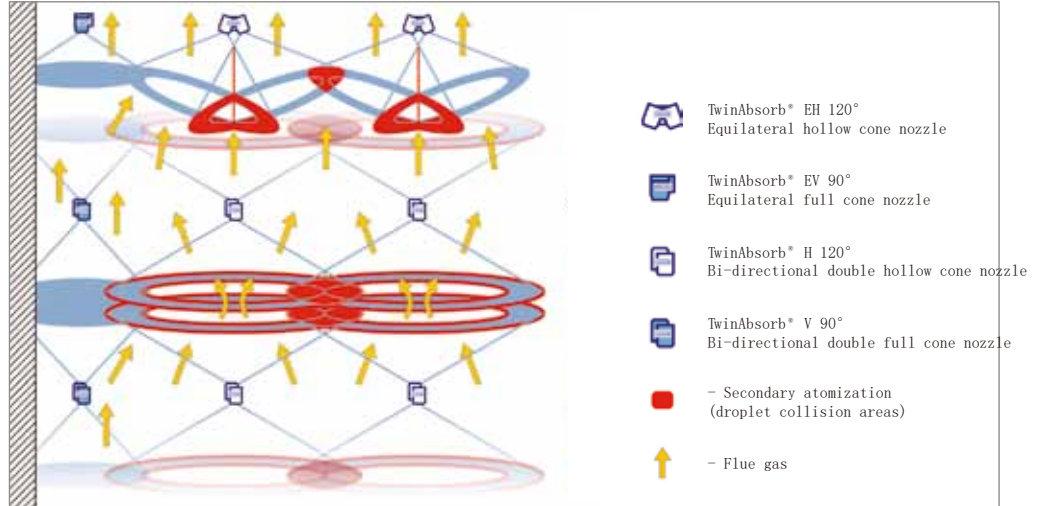 TwinAbsorb® EH 120°
Equilateral hollow cone nozzle
TwinAbsorb® EV 90°
Equilateral full cone nozzle
TwinAbsorb® H 120°
Bi-directional double hollow cone nozzle
TwinAbsorb® V 90°
Bi-directional double full cone nozzle
- Secondary atomization
(droplet collision areas)
- Flue gas